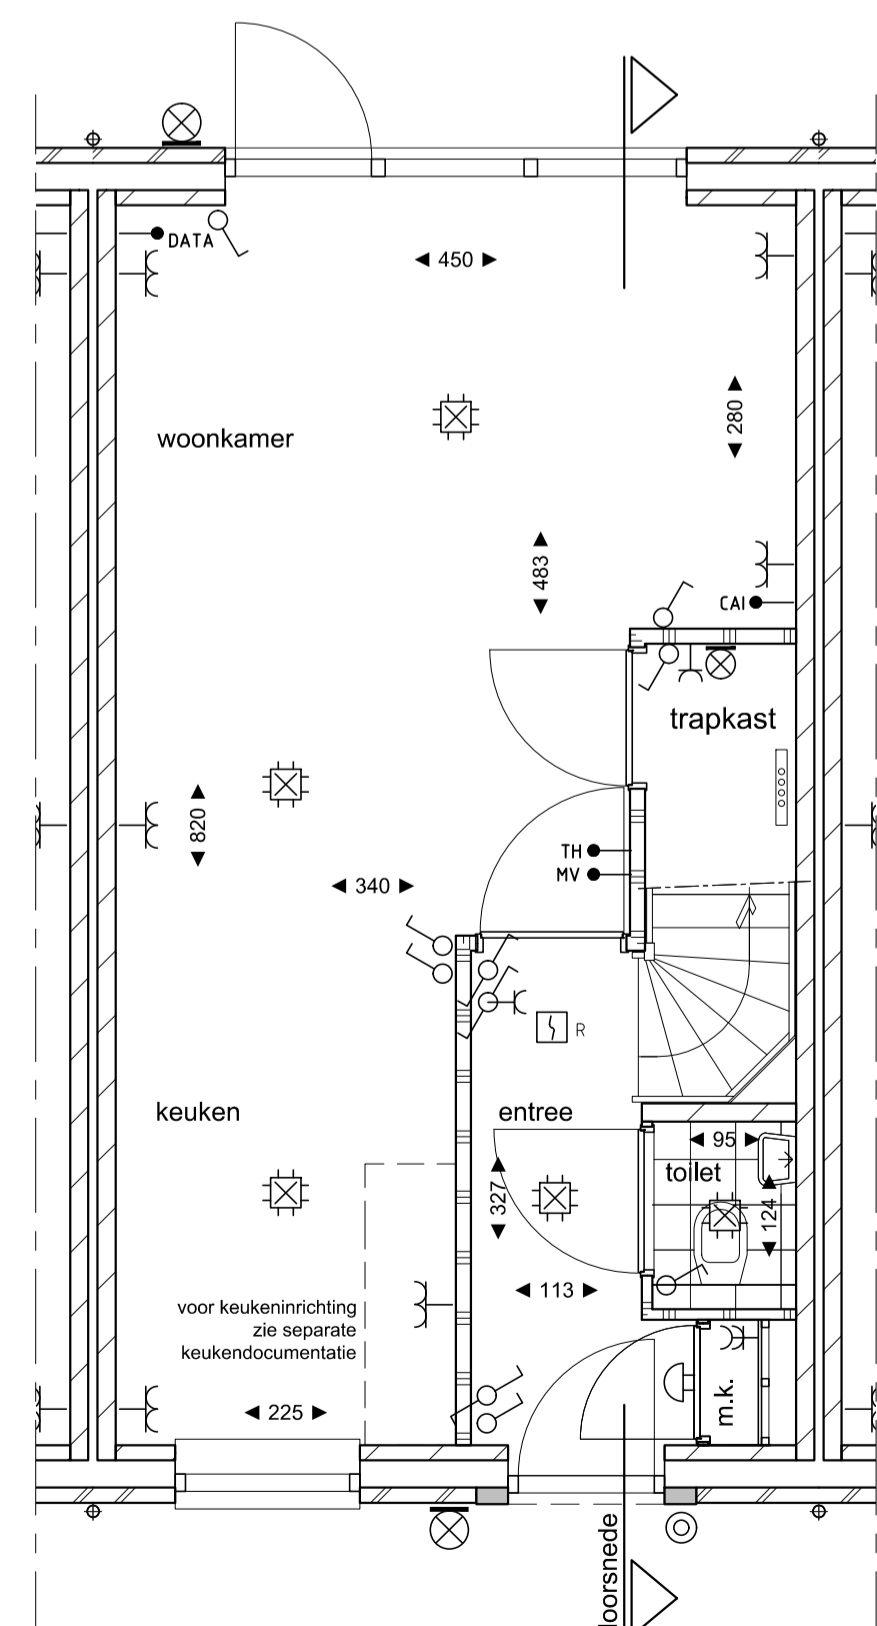 DATA
450
woonkamer
280
483
CAI
trapkast
820
TH
MV
340
R
keuken
entree
95
toilet
327
124
113
voor keukeninrichting
zie separate
keukendocumentatie
m.k.
225
doorsnede